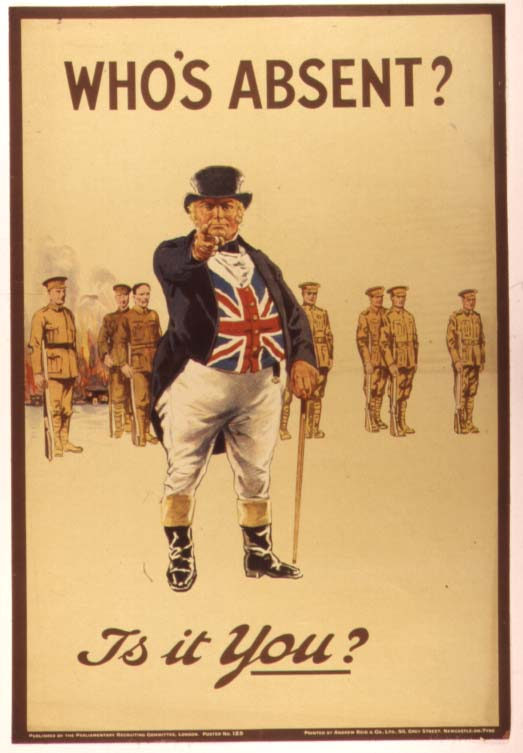 WHO'S ABSENT?
Is it You?
PUBLISHED BY THE PARLIAMENTARY RECRUITING COMMITTEE, LONDON. POSTER NO. 125 PRINTED BY ANDREW REID & CO., LTD., 50, GREY STREET, NEWCASTLE-ON-TYNE